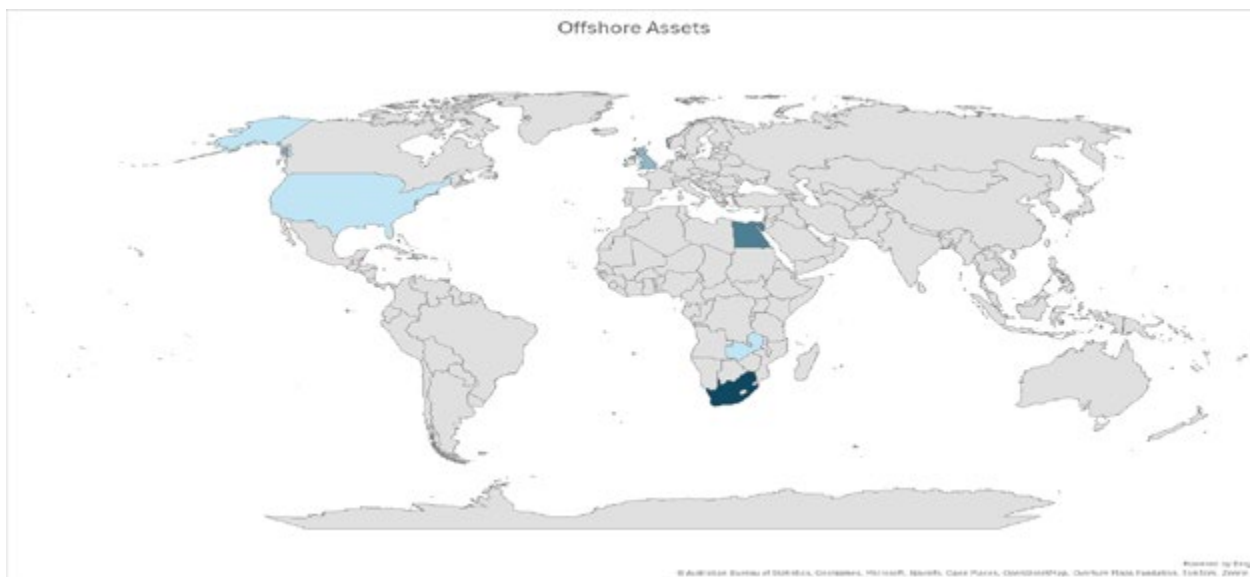 Offshore Assets
Powered by Bing
© Australian Bureau of Statistics, GeoNames, Microsoft, Navinfo, Open Places, OpenStreetMap, Overture Maps Fundation, TomTom, Zenrin